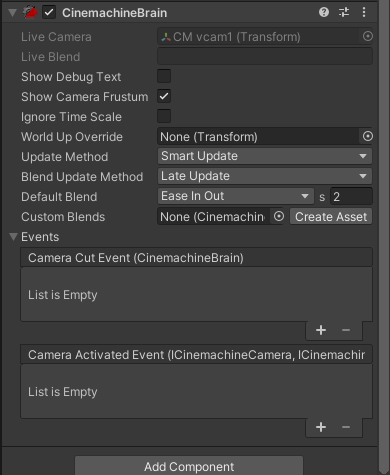 CinemachineBrain
Live Camera CM vcam1 (Transform)
Live Blend
Show Debug Text
Show Camera Frustum
Ignore Time Scale
World Up Override None (Transform)
Update Method Smart Update
Blend Update Method Late Update
Default Blend Ease In Out s 2
Custom Blends None (Cinemachin Create Asset
Events
Camera Cut Event (CinemachineBrain)
List is Empty
+ −
Camera Activated Event (ICinemachineCamera, ICinemachin
List is Empty
+ −
Add Component